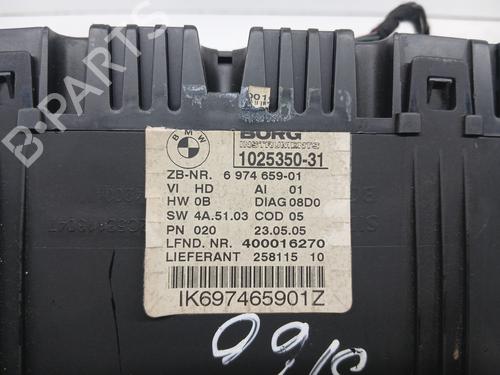 B·PARTS
001
BMW
BORG
INSTRUMENTS
1025350-31
ZB-NR. 6 974 659-01
VI HD AI 01
HW 0B DIAG 08D0
SW 4A.51.03 COD 05
PN 020 23.05.05
LFND. NR. 400016270
LIEFERANT 258115 10
IK697465901Z